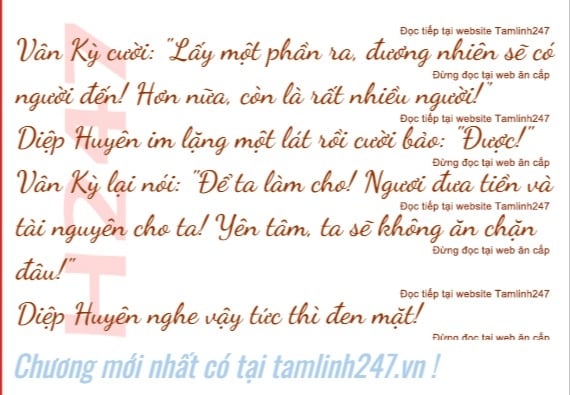 Đọc tiếp tại website Tamlinh247
Vân Kỳ cười: "Lấy một phần ra, đương nhiên sẽ có
Đừng đọc tại web ăn cắp
người đến! Hơn nữa, còn là rất nhiều người!"
Đọc tiếp tại website Tamlinh247
Diệp Huyên im lặng một lát rồi cười bảo: "Được!"
Đừng đọc tại web ăn cắp
Vân Kỳ lại nói: "Để ta làm cho! Ngươi đưa tiền và
Đọc tiếp tại website Tamlinh247
tài nguyên cho ta! Yên tâm, ta sẽ không ăn chặn
Đừng đọc tại web ăn cắp
đâu!"
Đọc tiếp tại website Tamlinh247
Diệp Huyên nghe vậy tức thì đen mặt!
Đừng đọc tại web ăn cắp
Chương mới nhất có tại tamlinh247.vn !
H247